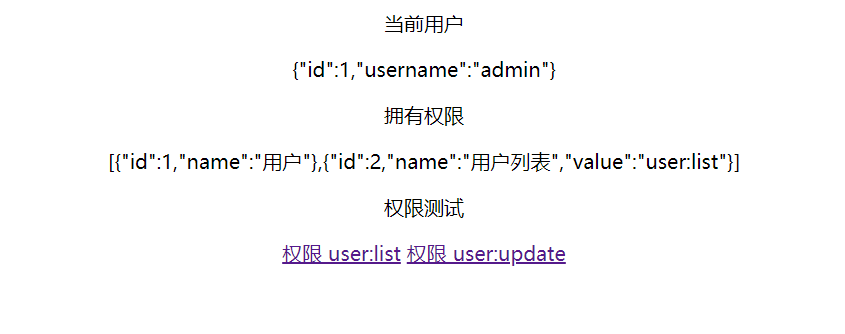 当前用户
{"id":1,"username":"admin"}
拥有权限
[{"id":1,"name":"用户"},{"id":2,"name":"用户列表","value":"user:list"}]
权限测试
权限 user:list 权限 user:update